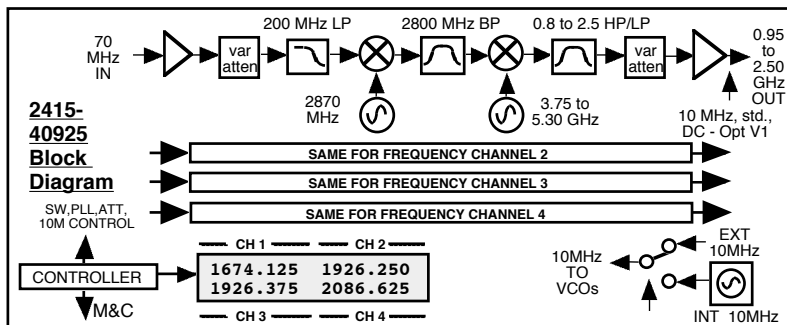 200 MHz LP
2800 MHz BP
0.8 to 2.5 HP/LP
70
MHz
IN
var
atten
var
atten
0.95
to
2.50
GHz
OUT
2870
MHz
3.75 to
5.30 GHz
10 MHz, std.,
DC - Opt V1
2415-
40925
Block
Diagram
SAME FOR FREQUENCY CHANNEL 2
SAME FOR FREQUENCY CHANNEL 3
SAME FOR FREQUENCY CHANNEL 4
SW,PLL,ATT,
10M CONTROL
CONTROLLER
M&C
CH 1 CH 2
1674.125 1926.250
1926.375 2086.625
CH 3 CH 4
10MHz
TO
VCOs
EXT
10MHz
INT 10MHz